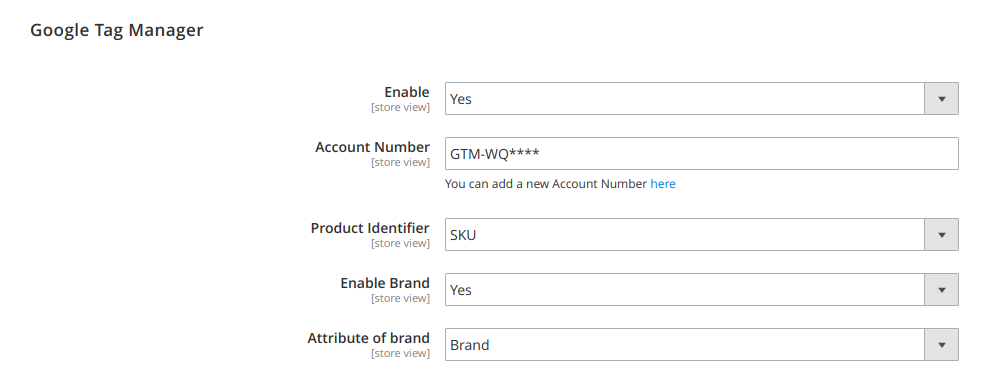 Google Tag Manager
Enable
[store view]
Yes
Account Number
[store view]
GTM-WQ****
You can add a new Account Number here
Product Identifier
[store view]
SKU
Enable Brand
[store view]
Yes
Attribute of brand
[store view]
Brand